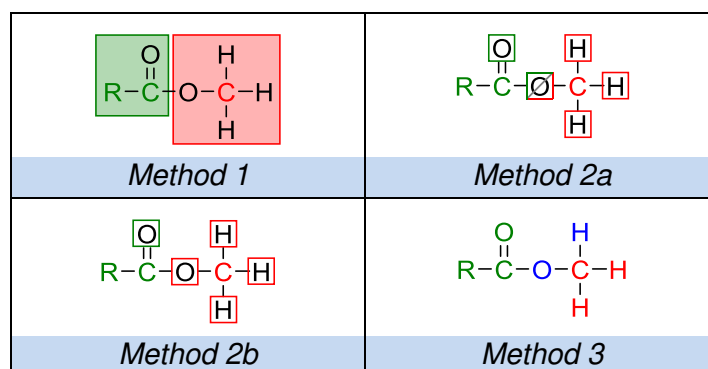 O H
R-C-O-C-H
H
Method 1
O H
R-C-O-C-H
H
Method 2a
O H
R-C-O-C-H
H
Method 2b
O H
R-C-O-C-H
H
Method 3